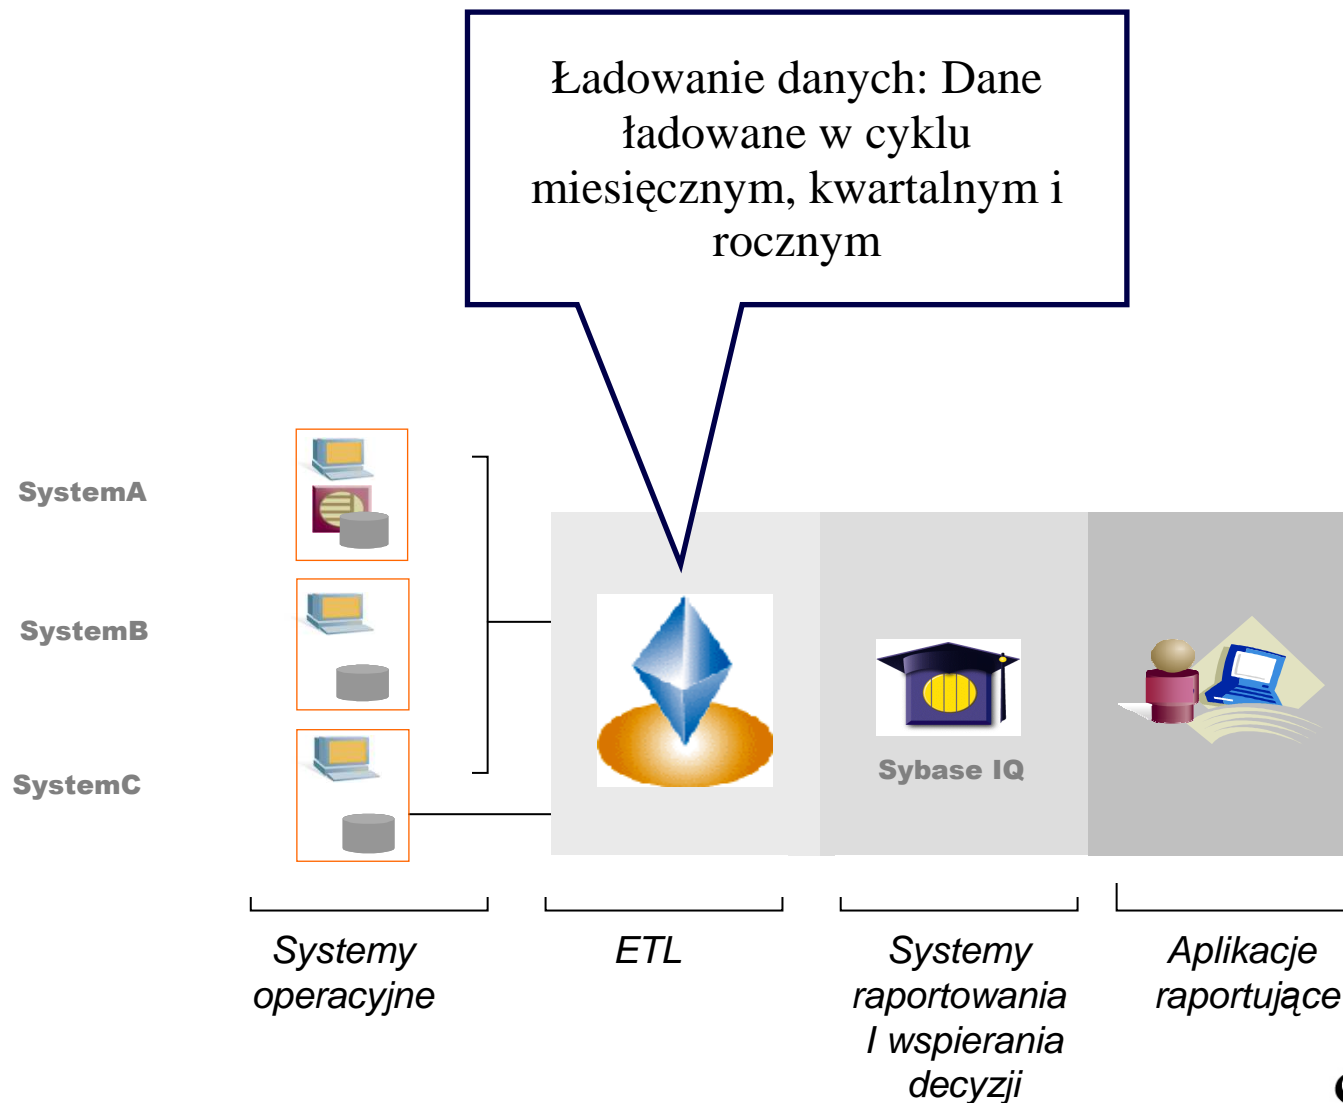 Ładowanie danych: Dane
ładowane w cyklu
miesięcznym, kwartalnym i
rocznym
SystemA
SystemB
SystemC
Sybase IQ
Systemy
operacyjne
ETL
Systemy
raportowania
I wspierania
decyzji
Aplikacje
raportujące